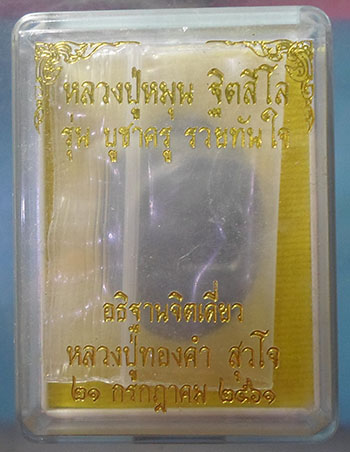 หลวงปู่หมุน ฐิตสีโล
รุ่น บูชาครู รวยทันใจ
อธิฐานจิตเดี่ยว
หลวงปู่ทองคำ สุวโจ
๒๑ กรกฎาคม ๒๕๖๑